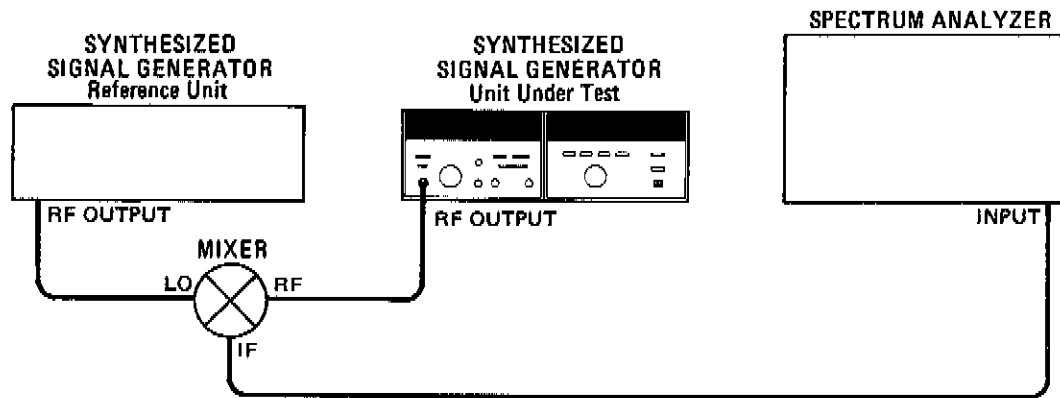 SYNTHESIZED
SIGNAL GENERATOR
Reference Unit
SYNTHESIZED
SIGNAL GENERATOR
Unit Under Test
SPECTRUM ANALYZER
RF OUTPUT
RF OUTPUT
INPUT
MIXER
LO
RF
IF